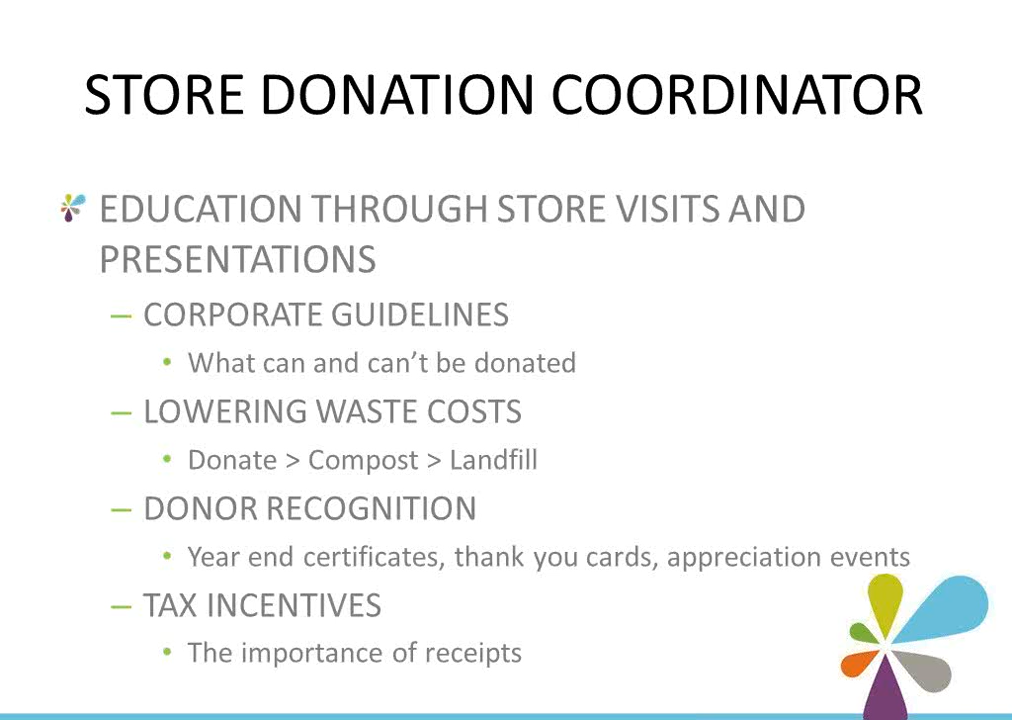 STORE DONATION COORDINATOR
EDUCATION THROUGH STORE VISITS AND
PRESENTATIONS
– CORPORATE GUIDELINES
• What can and can't be donated
– LOWERING WASTE COSTS
• Donate > Compost > Landfill
– DONOR RECOGNITION
• Year end certificates, thank you cards, appreciation events
– TAX INCENTIVES
• The importance of receipts